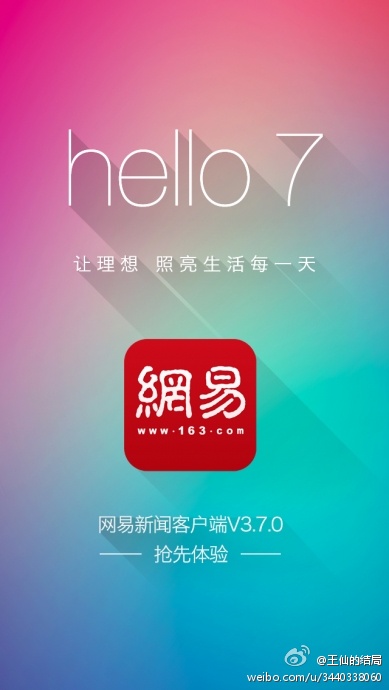 hello 7
让理想 照亮生活每一天
網易
www·163·com
网易新闻客户端V3.7.0
抢先体验
@王仙的结局
weibo.com/u/3440338060